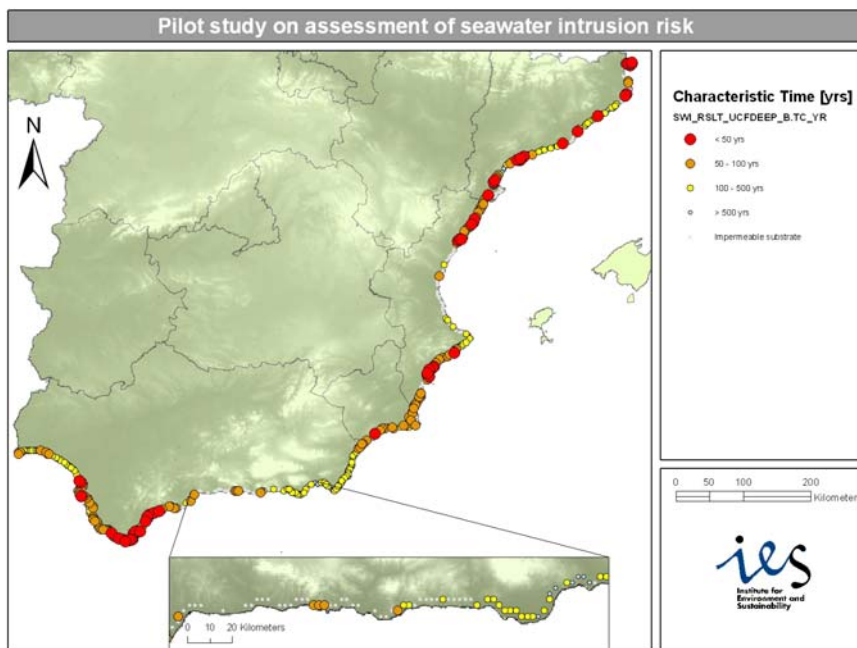 Pilot study on assessment of seawater intrusion risk
N
Characteristic Time [yrs]
SWI_RSLT_UCFDEEP_B.TC_YR
< 50 yrs
50 - 100 yrs
100 - 500 yrs
> 500 yrs
Impermeable substrate
0 50 100 200
Kilometer
ies
Institute for
Environment and
Sustainability
0 10 20 Kilometers